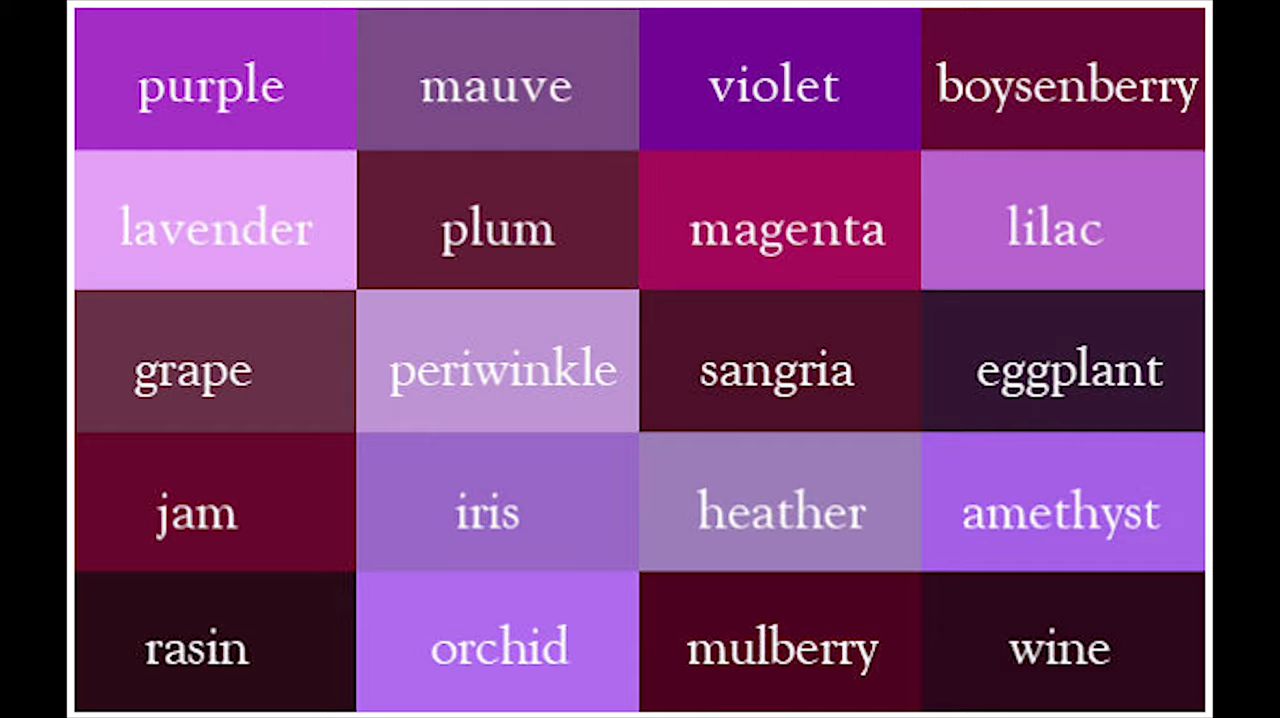 purple mauve violet boysenberry
lavender plum magenta lilac
grape periwinkle sangria eggplant
jam iris heather amethyst
rasin orchid mulberry wine